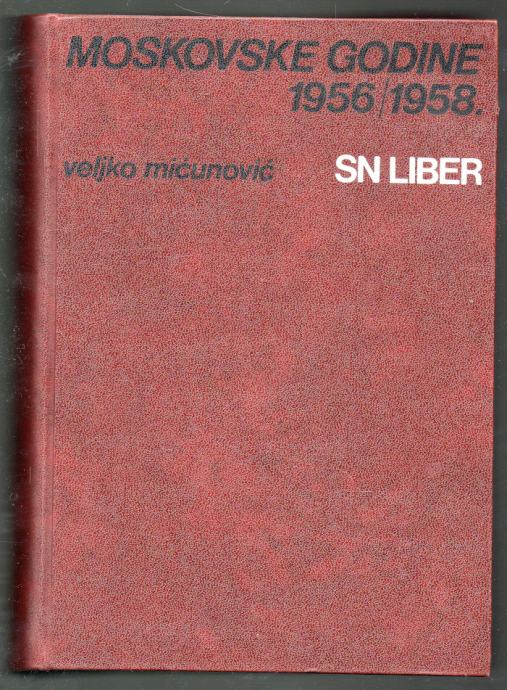 MOSKOVSKE GODINE
1956/1958.
veljko mićunović SN LIBER